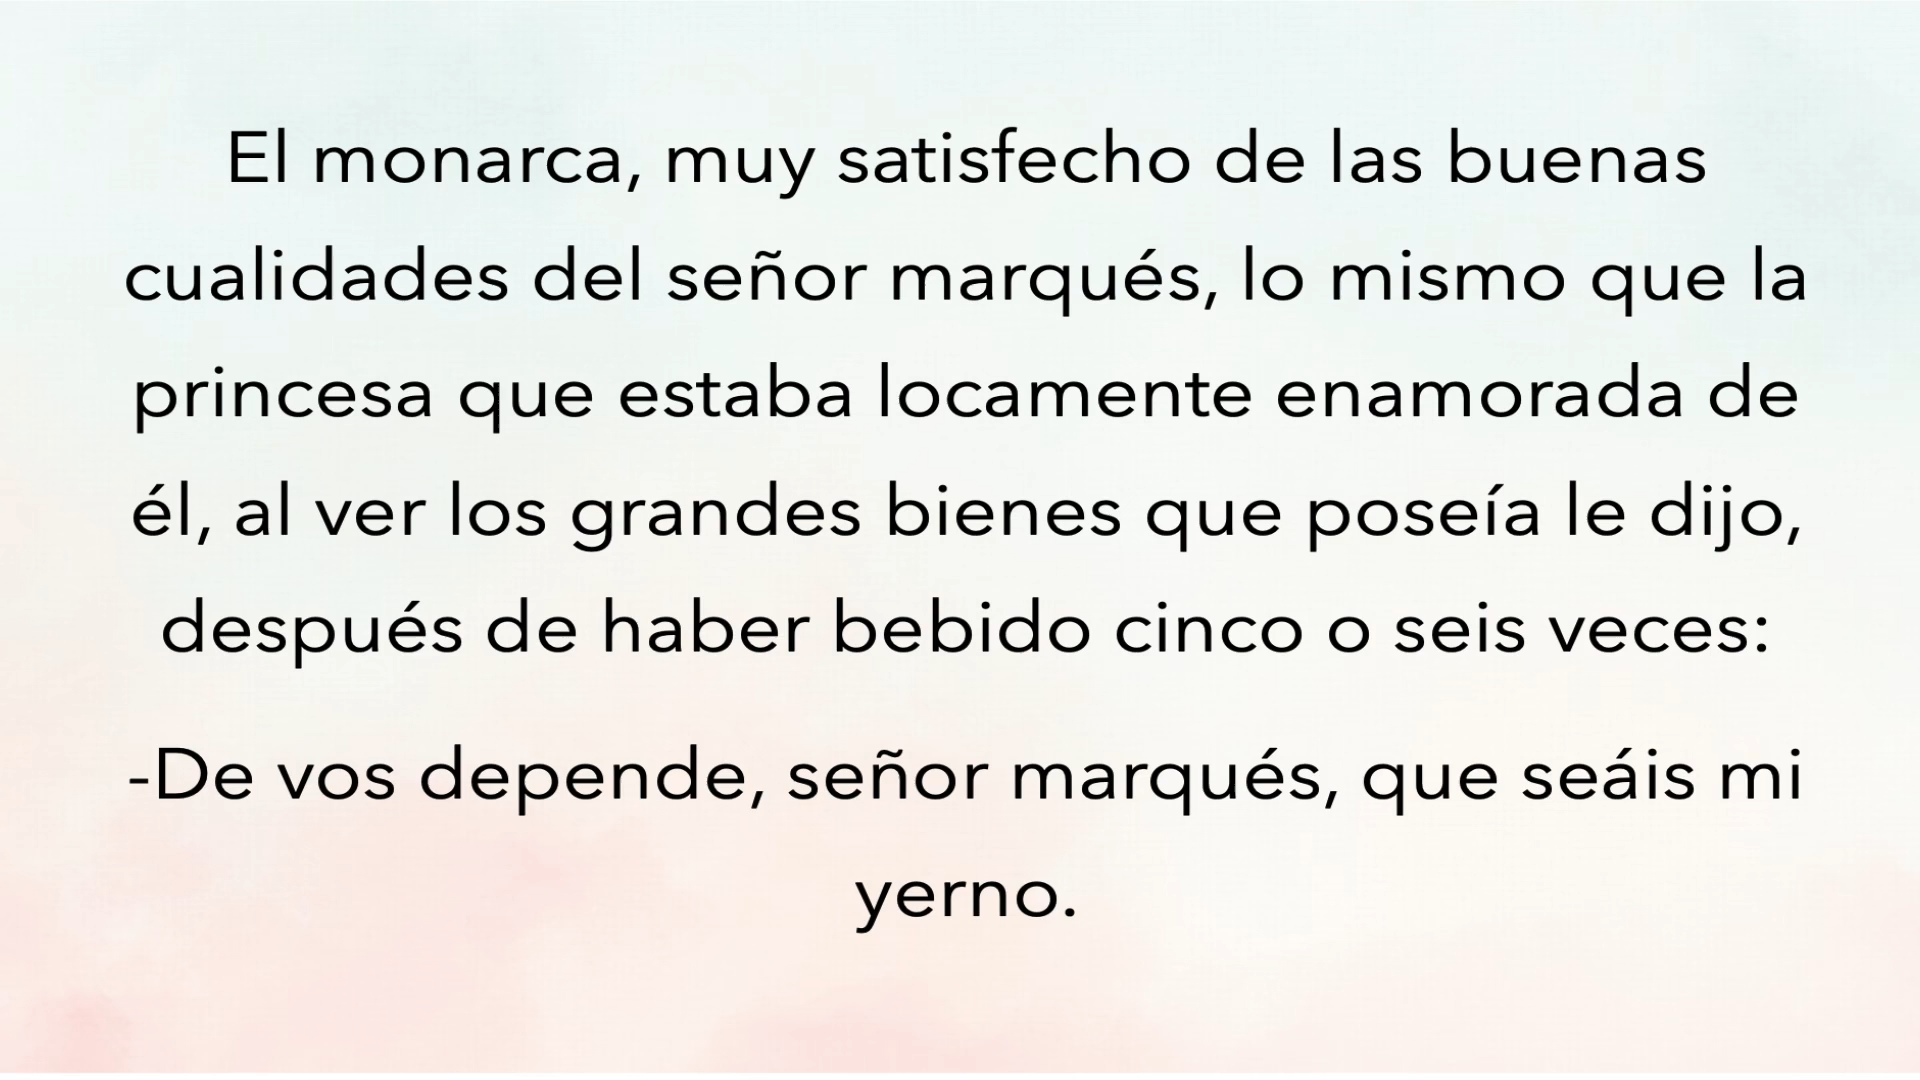 El monarca, muy satisfecho de las buenas
cualidades del señor marqués, lo mismo que la
princesa que estaba locamente enamorada de
él, al ver los grandes bienes que poseía le dijo,
después de haber bebido cinco o seis veces:
-De vos depende, señor marqués, que seáis mi
yerno.